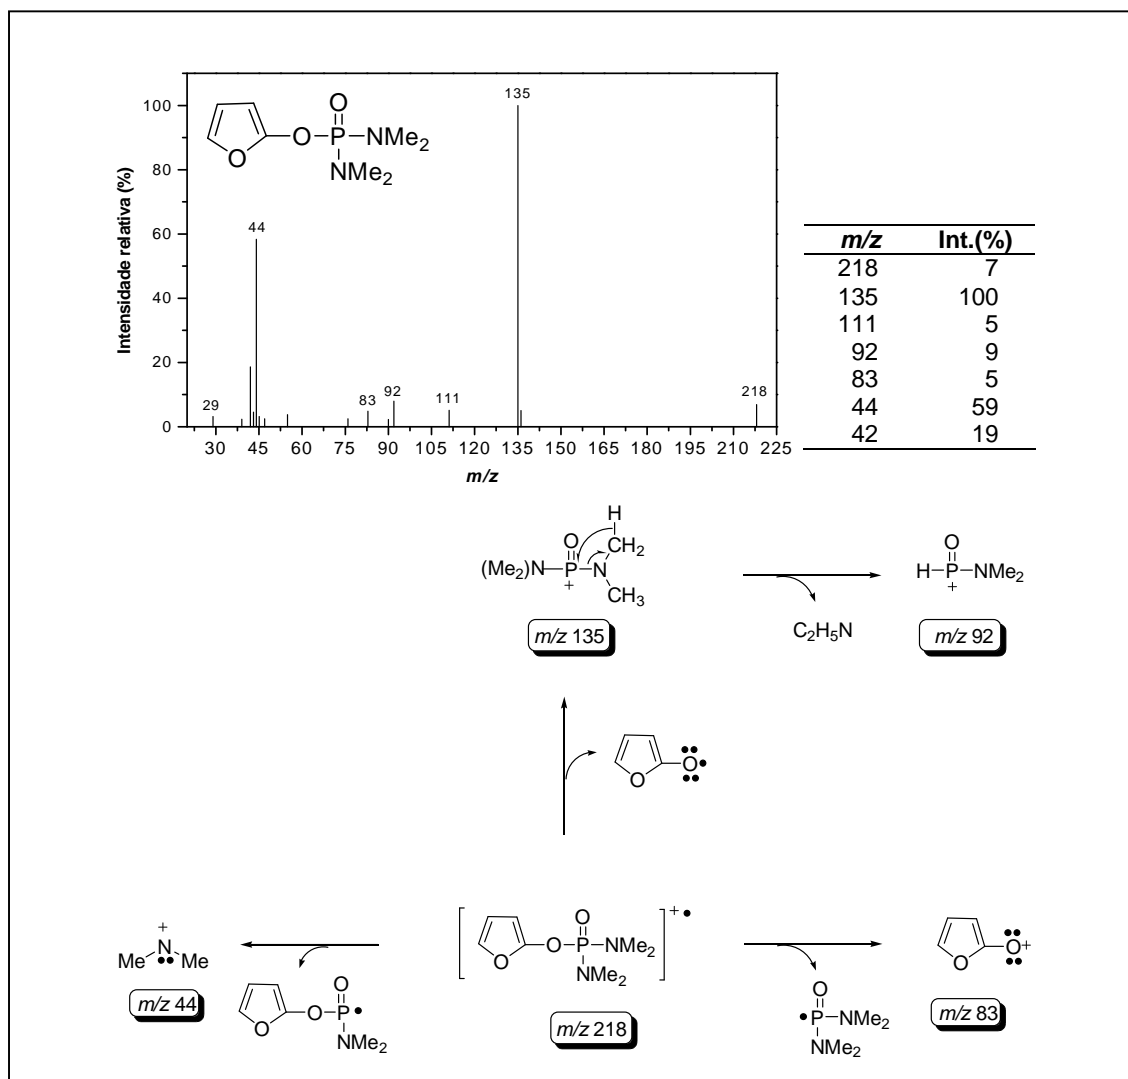 Intensidade relativa (%)
100
80
60
40
20
0
30 45 60 75 90 105 120 135 150 165 180 195 210 225
m/z
29
44
83
92
111
135
218
O
O
O P NMe2
NMe2
m/z Int.(%)
218 7
135 100
111 5
92 9
83 5
44 59
42 19
H
O CH2
(Me2)N P N
+ CH3
m/z 135
C2H5N
O
H P NMe2
+
m/z 92
O
O•
+
Me N Me
m/z 44
O
O
O P •
NMe2
+ •
O
O
O P NMe2
NMe2
m/z 218
O
•P NMe2
NMe2
O
O+
m/z 83